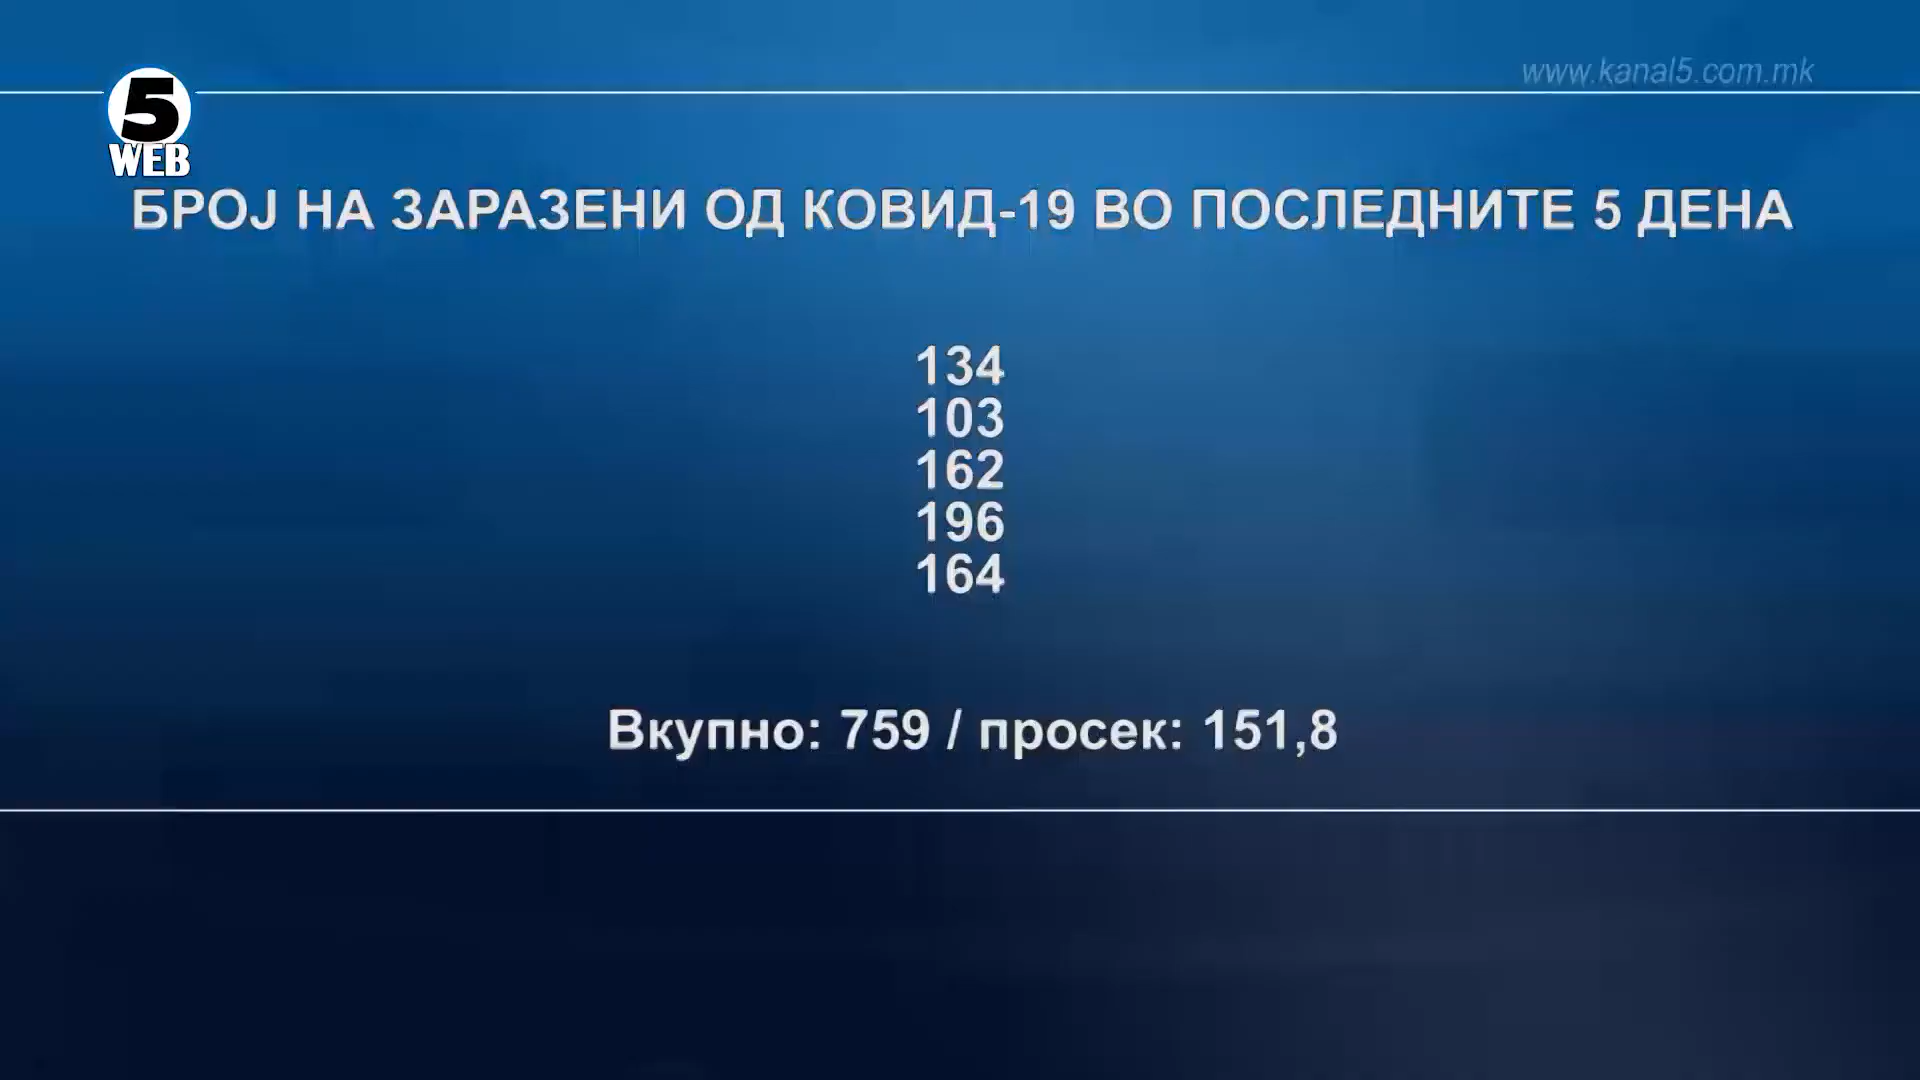 www.kanal5.com.mk
5
WEB
БРОЈ НА ЗАРАЗЕНИ ОД КОВИД-19 ВО ПОСЛЕДНИТЕ 5 ДЕНА
134
103
162
196
164
Вкупно: 759 / просек: 151,8